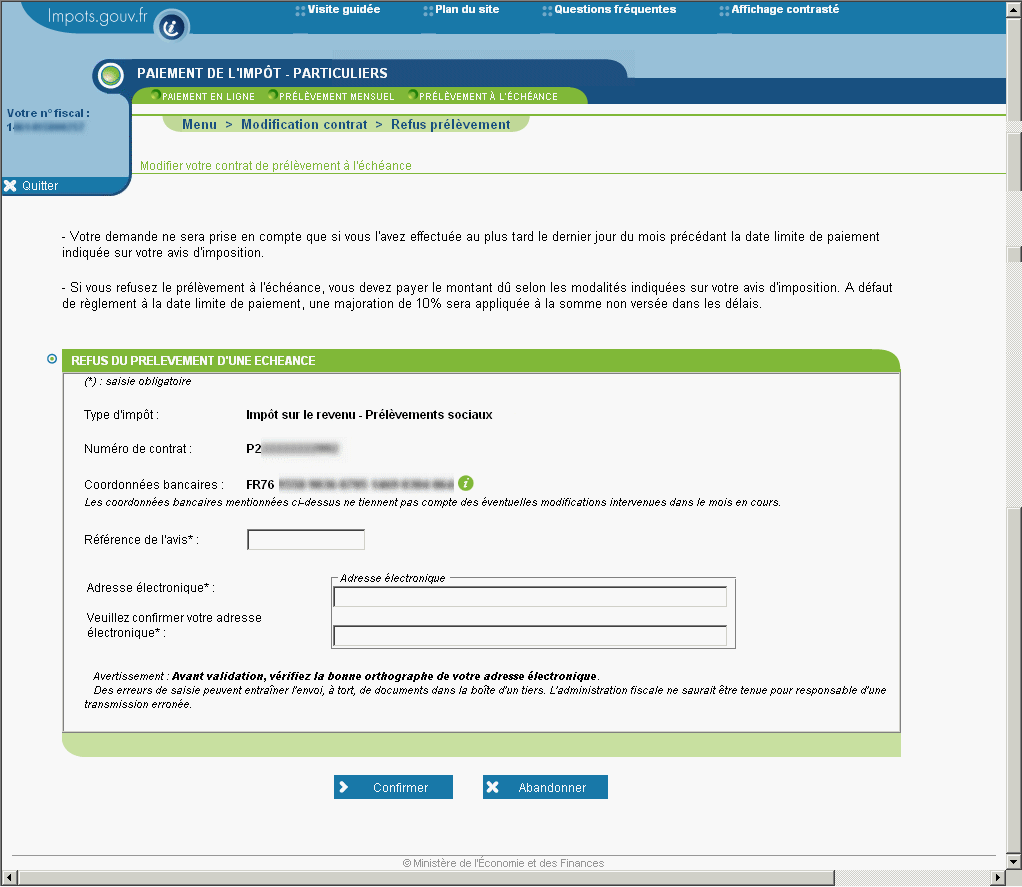 Impots.gouv.fr
Visite guidée
Plan du site
Questions fréquentes
Affichage contrasté
PAIEMENT DE L'IMPÔT - PARTICULIERS
PAIEMENT EN LIGNE
PRÉLÈVEMENT MENSUEL
PRÉLÈVEMENT À L'ÉCHÉANCE
Votre n° fiscal :
Menu > Modification contrat > Refus prélèvement
Modifier votre contrat de prélèvement à l'échéance
Quitter
- Votre demande ne sera prise en compte que si vous l'avez effectuée au plus tard le dernier jour du mois précédant la date limite de paiement
indiquée sur votre avis d'imposition.
- Si vous refusez le prélèvement à l'échéance, vous devez payer le montant dû selon les modalités indiquées sur votre avis d'imposition. A défaut
de règlement à la date limite de paiement, une majoration de 10% sera appliquée à la somme non versée dans les délais.
REFUS DU PRELEVEMENT D'UNE ECHEANCE
(*) : saisie obligatoire
Type d'impôt :
Impôt sur le revenu - Prélèvements sociaux
Numéro de contrat :
P2
Coordonnées bancaires :
FR76
Les coordonnées bancaires mentionnées ci-dessus ne tiennent pas compte des éventuelles modifications intervenues dans le mois en cours.
Référence de l'avis* :
Adresse électronique
Adresse électronique* :
Veuillez confirmer votre adresse
électronique* :
Avertissement : Avant validation, vérifiez la bonne orthographe de votre adresse électronique.
Des erreurs de saisie peuvent entraîner l'envoi, à tort, de documents dans la boîte d'un tiers. L'administration fiscale ne saurait être tenue pour responsable d'une
transmission erronée.
Confirmer
Abandonner
© Ministère de l'Économie et des Finances